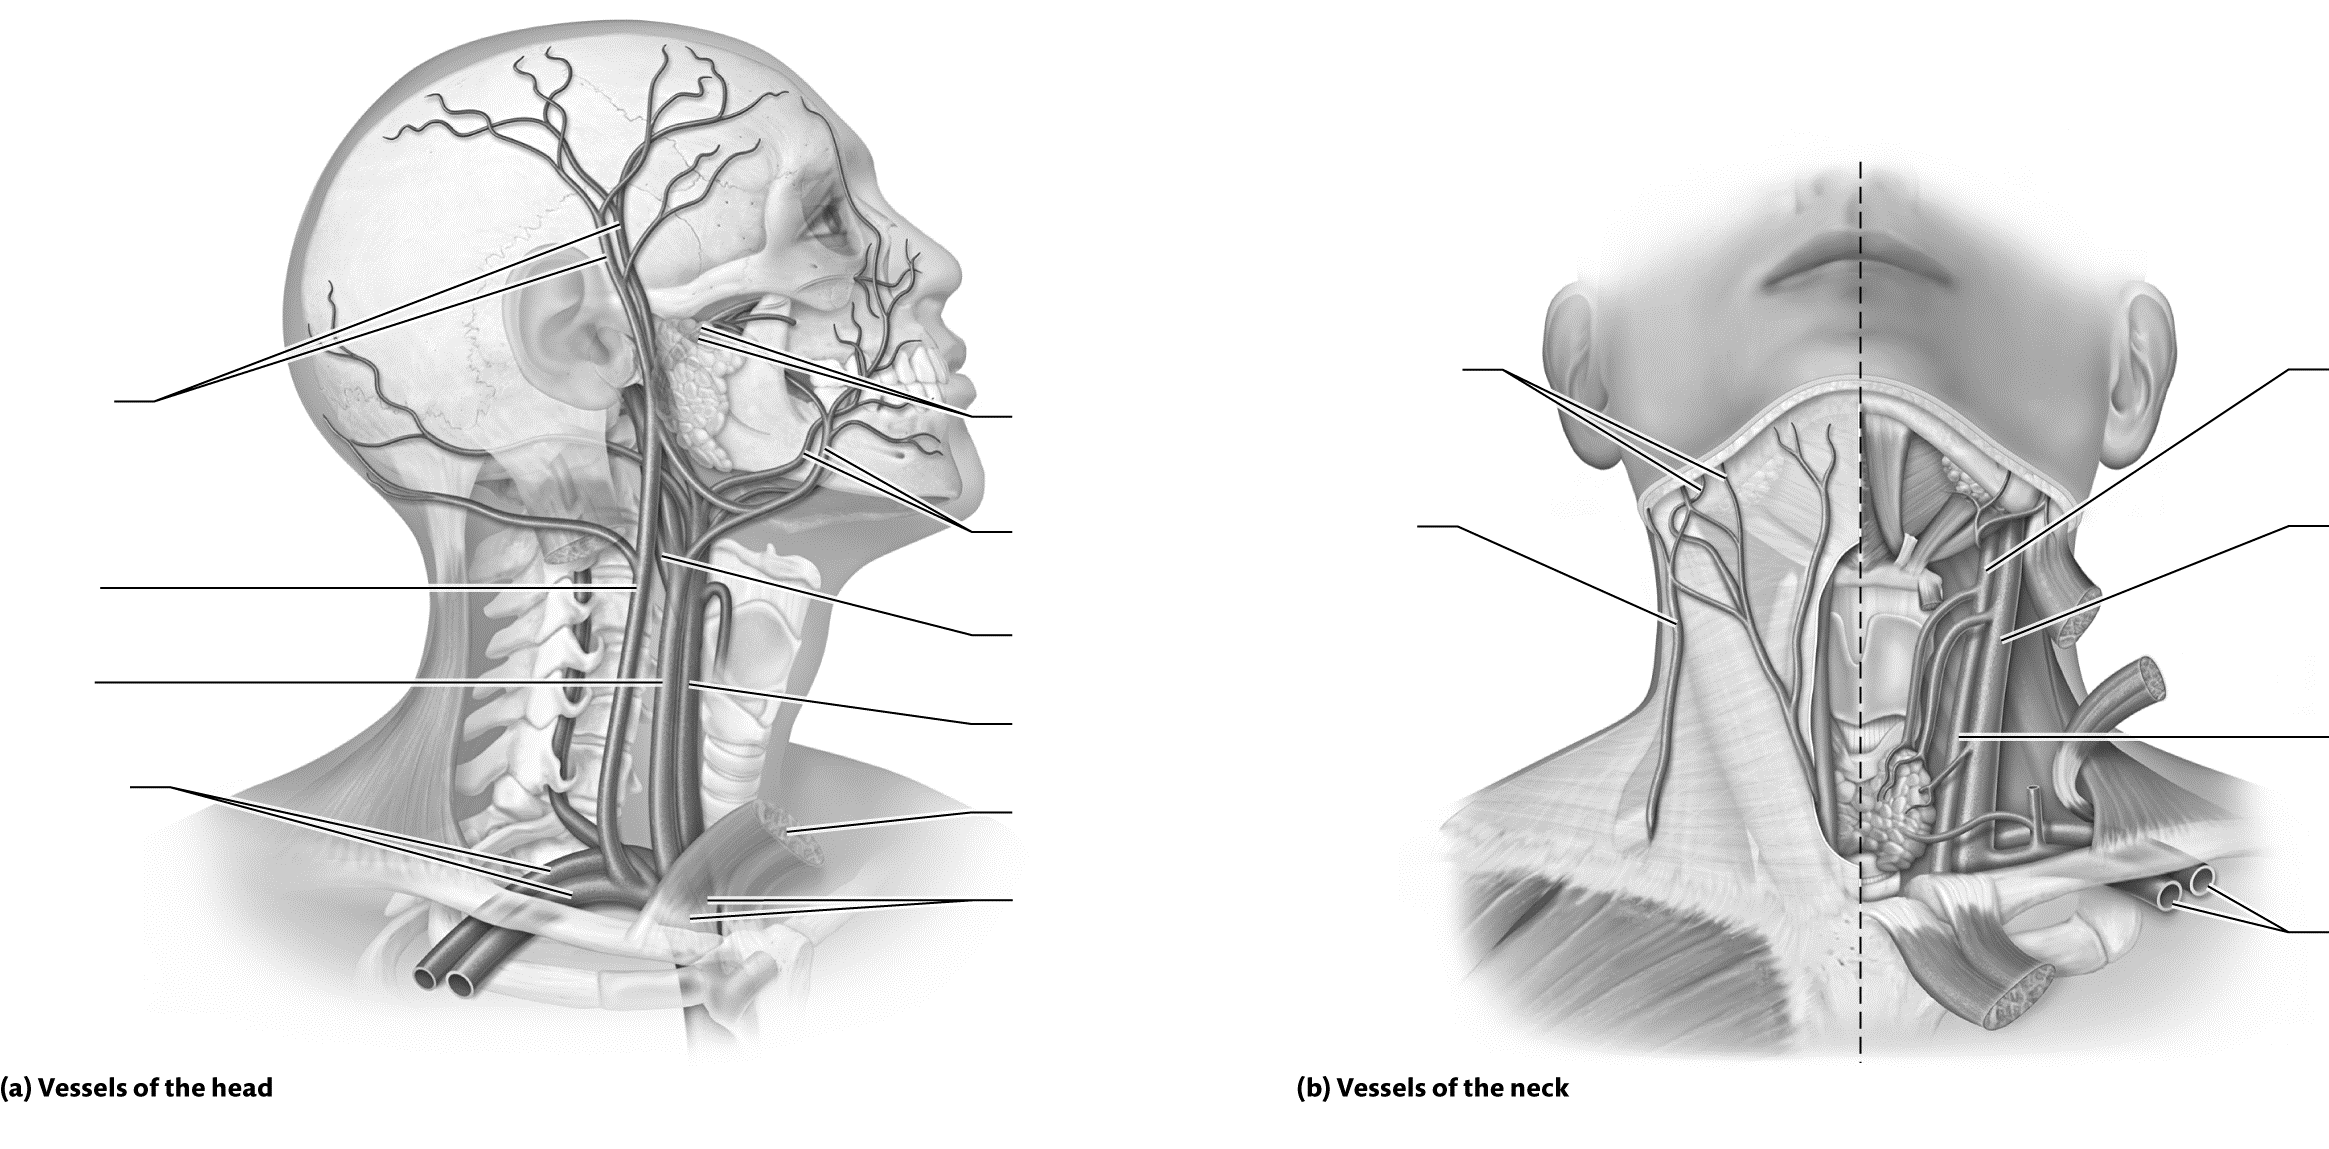 (a) Vessels of the head
(b) Vessels of the neck